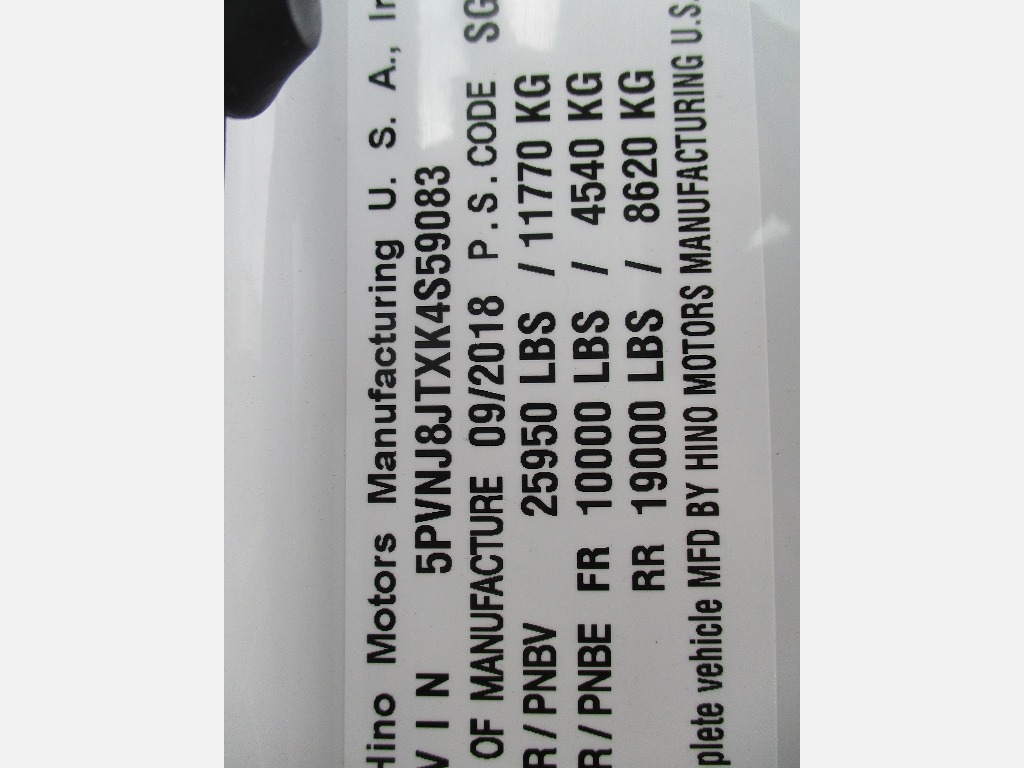 Hino Motors Manufacturing U. S. A., In
VIN 5PVNJ8JTXK4S59083
OF MANUFACTURE 09/2018 P.S.CODE SG
R/PNBV 25950 LBS / 11770 KG
R/PNBE FR 10000 LBS / 4540 KG
RR 19000 LBS / 8620 KG
plete vehicle MFD BY HINO MOTORS MANUFACTURING U.S.